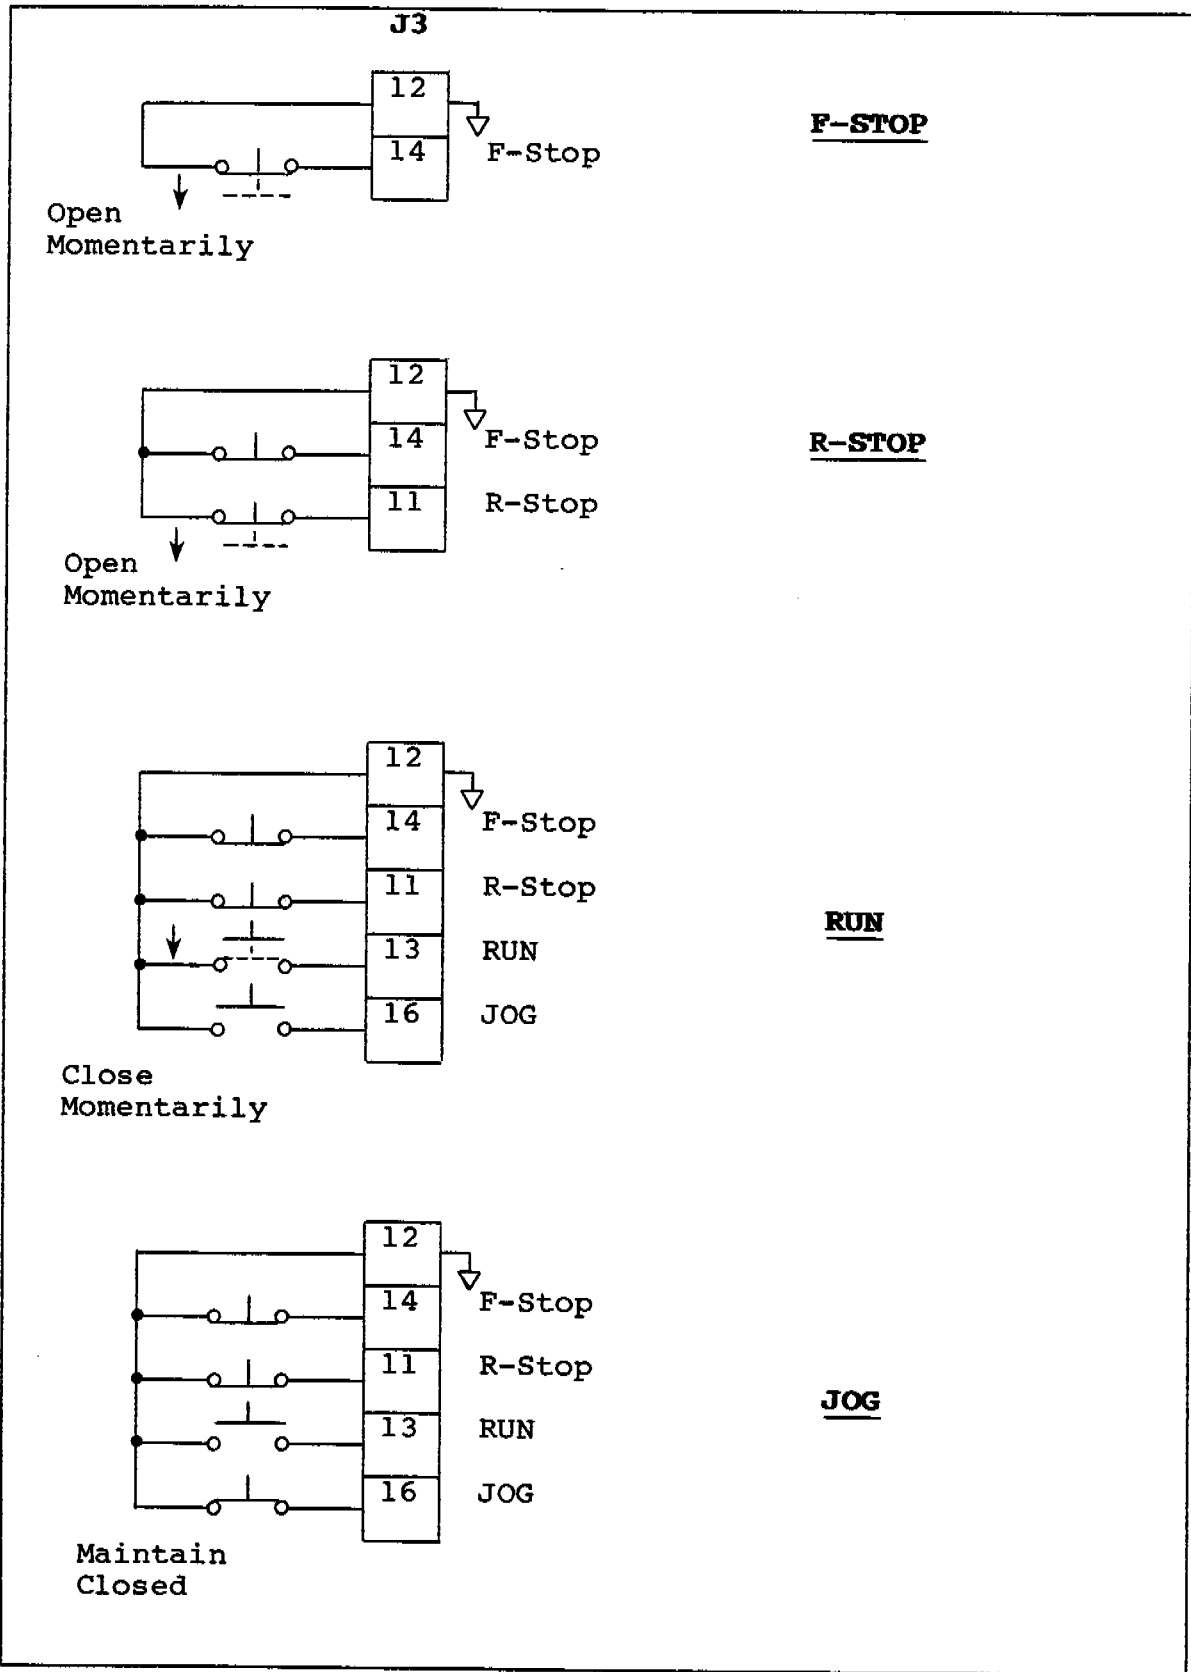 J3
12
14 F-Stop
F-STOP
Open
Momentarily
12
14 F-Stop
R-STOP
11 R-Stop
Open
Momentarily
12
14 F-Stop
11 R-Stop
RUN
13 RUN
16 JOG
Close
Momentarily
12
14 F-Stop
11 R-Stop
JOG
13 RUN
16 JOG
Maintain
Closed